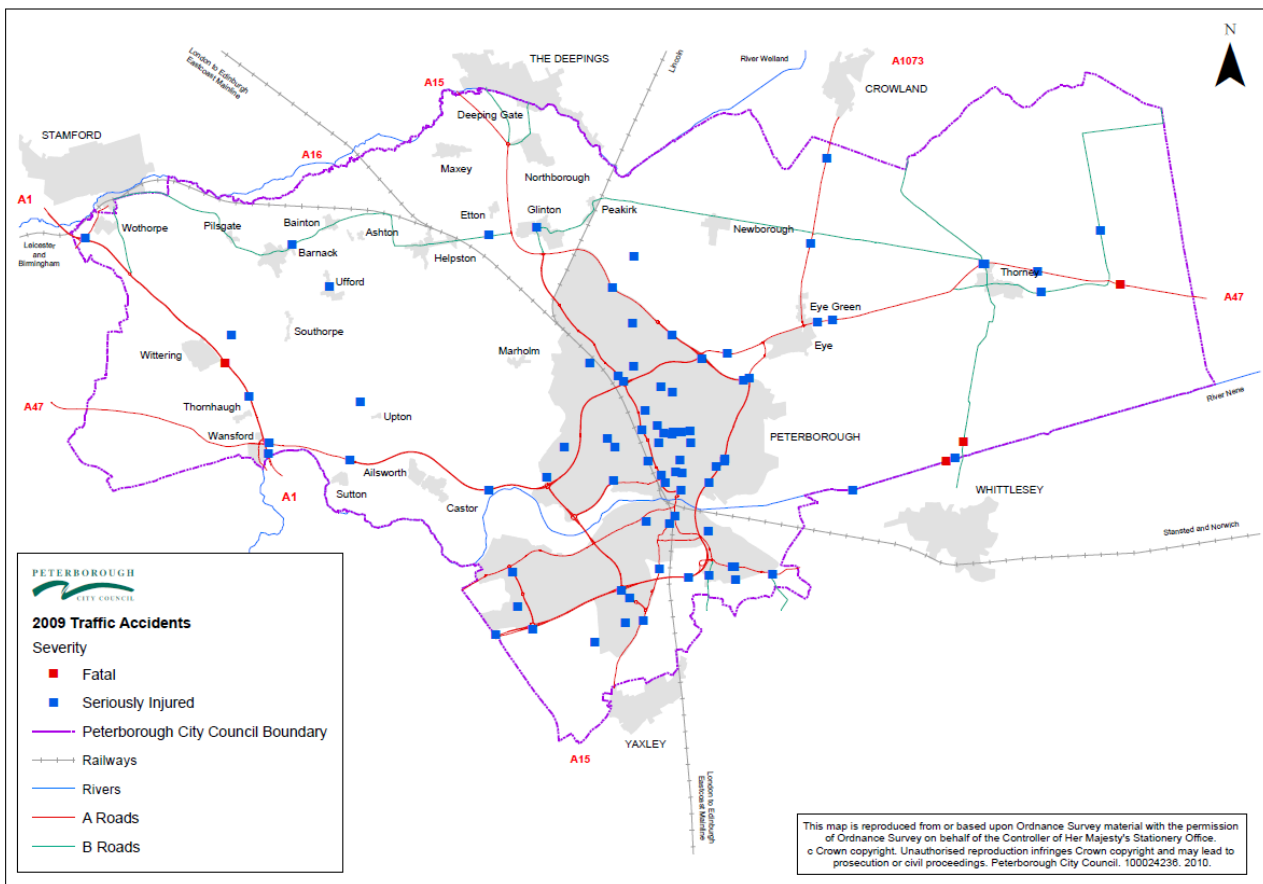 N
London to Edinburgh
Eastcoast Mainline
THE DEEPINGS
Lincoln
River Welland
A1073
CROWLAND
A15
Deeping Gate
STAMFORD
A16
Maxey
Northborough
A1
Etton
Glinton
Peakirk
Wothorpe
Pilsgate
Bainton
Ashton
Newborough
Leicester
and
Birmingham
Barnack
Helpston
Thorney
Ufford
A47
Eye Green
Southorpe
Eye
Wittering
Marholm
River Nene
A47
Thornhaugh
Upton
Wansford
PETERBOROUGH
Ailsworth
Sutton
A1
Castor
WHITTLESEY
Stansted and Norwich
PETERBOROUGH
CITY COUNCIL
2009 Traffic Accidents
Severity
Fatal
Seriously Injured
Peterborough City Council Boundary
Railways
Rivers
A Roads
B Roads
YAXLEY
A15
London to Edinburgh
Eastcoast Mainline
This map is reproduced from or based upon Ordnance Survey material with the permission
of Ordnance Survey on behalf of the Controller of Her Majesty's Stationery Office.
c Crown copyright. Unauthorised reproduction infringes Crown copyright and may lead to
prosecution or civil proceedings. Peterborough City Council. 100024236. 2010.